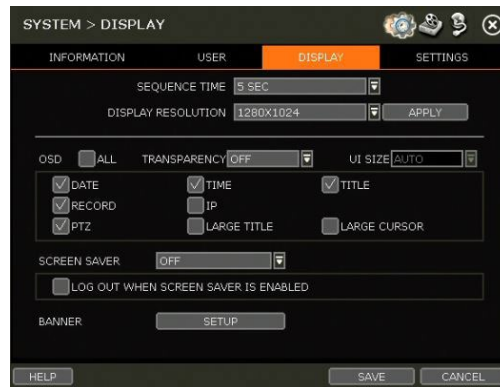 SYSTEM > DISPLAY
INFORMATION USER DISPLAY SETTINGS
SEQUENCE TIME 5 SEC
DISPLAY RESOLUTION 1280X1024 APPLY
OSD ALL TRANSPARENCY OFF UI SIZE AUTO
DATE TIME TITLE
RECORD IP
PTZ LARGE TITLE LARGE CURSOR
SCREEN SAVER OFF
LOG OUT WHEN SCREEN SAVER IS ENABLED
BANNER SETUP
HELP SAVE CANCEL